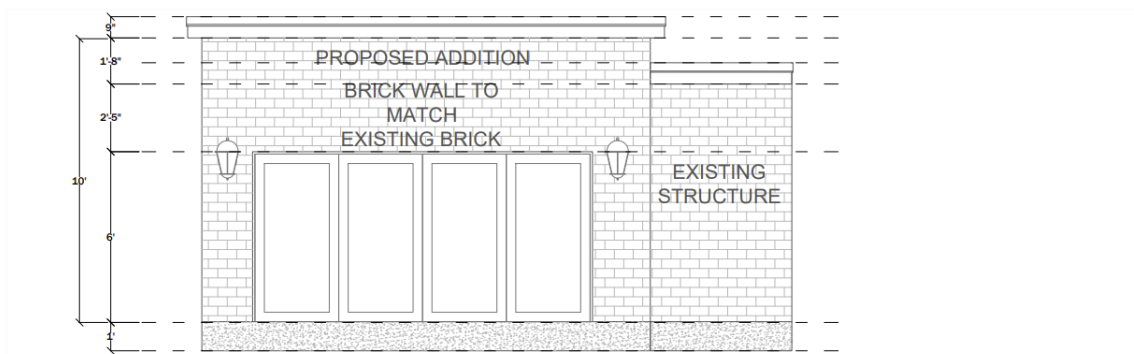 9"
PROPOSED ADDITION
1'-8"
BRICK WALL TO
MATCH
2'-5"
EXISTING BRICK
EXISTING
STRUCTURE
10'
6'
1'